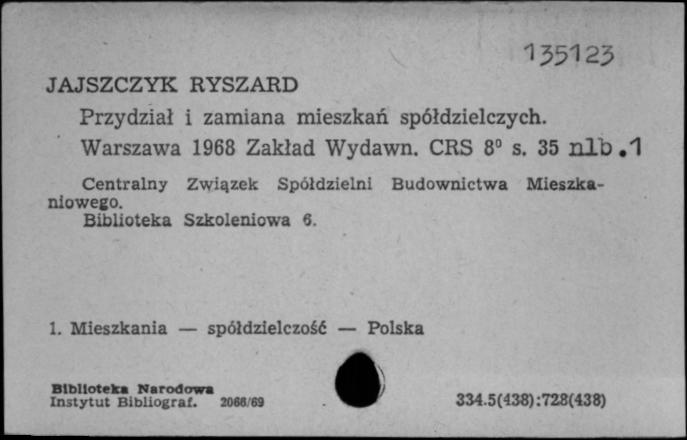 135123
JAJSZCZYK RYSZARD
Przydział i zamiana mieszkań spółdzielczych.
Warszawa 1968 Zakład Wydawn. CRS 8° s. 35 nlb.1
Centralny Związek Spółdzielni Budownictwa Mieszka-
niowego.
Biblioteka Szkoleniowa 6.
1. Mieszkania — spółdzielczość — Polska
Biblioteka Narodowa
Instytut Bibliograf. 2066/69
334.5(438):728(438)